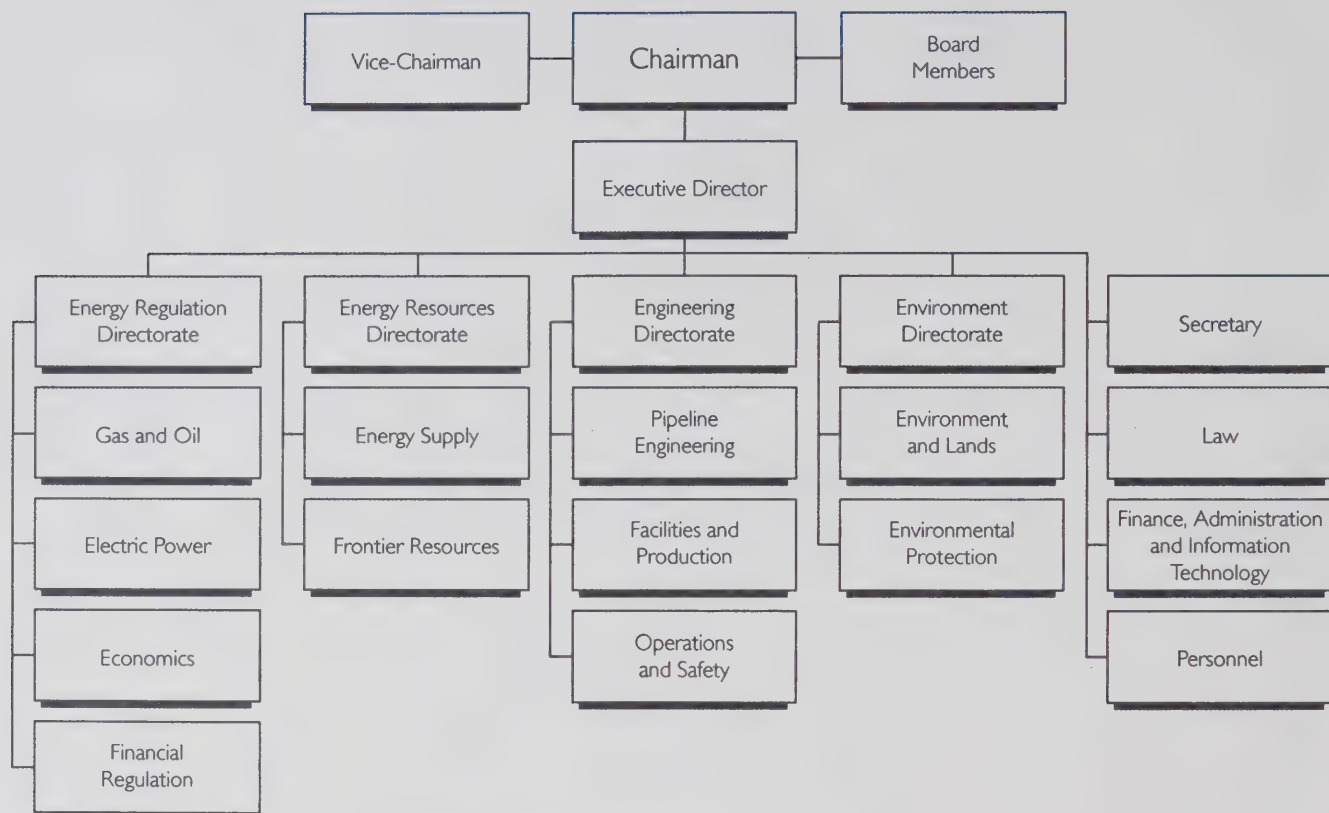 Vice-Chairman
Chairman
Board
Members
Executive Director
Energy Regulation
Directorate
Gas and Oil
Electric Power
Economics
Financial
Regulation
Energy Resources
Directorate
Energy Supply
Frontier Resources
Engineering
Directorate
Pipeline
Engineering
Facilities and
Production
Operations
and Safety
Environment
Directorate
Environment
and Lands
Environmental
Protection
Secretary
Law
Finance, Administration
and Information
Technology
Personnel